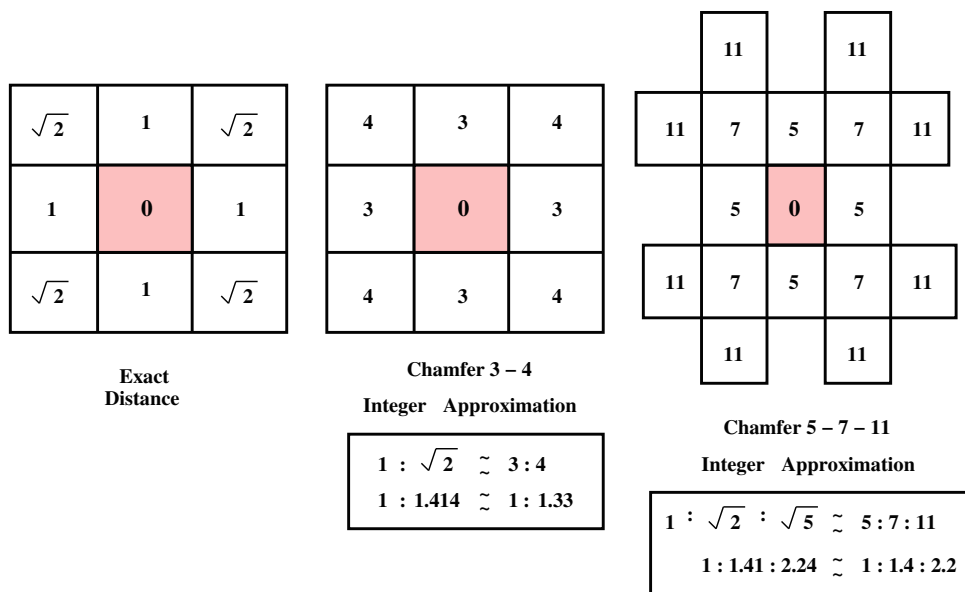 √2 1 √2
1 0 1
√2 1 √2
Exact
Distance
4 3 4
3 0 3
4 3 4
Chamfer 3 – 4
Integer Approximation
1 : √2 ≈ 3 : 4
1 : 1.414 ≈ 1 : 1.33
11 11
11 7 5 7 11
5 0 5
11 7 5 7 11
11 11
Chamfer 5 – 7 – 11
Integer Approximation
1 : √2 : √5 ≈ 5 : 7 : 11
1 : 1.41 : 2.24 ≈ 1 : 1.4 : 2.2